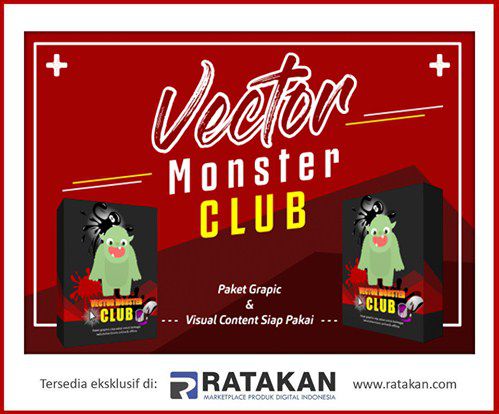 Vector
Monster
CLUB
VECTOR MONSTER
CLUB
VECTOR MONSTER
CLUB
Paket Grapic
&
--- Visual Content Siap Pakai ---
Tersedia eksklusif di:
RATAKAN
MARKETPLACE PRODUK DIGITAL INDONESIA
www.ratakan.com